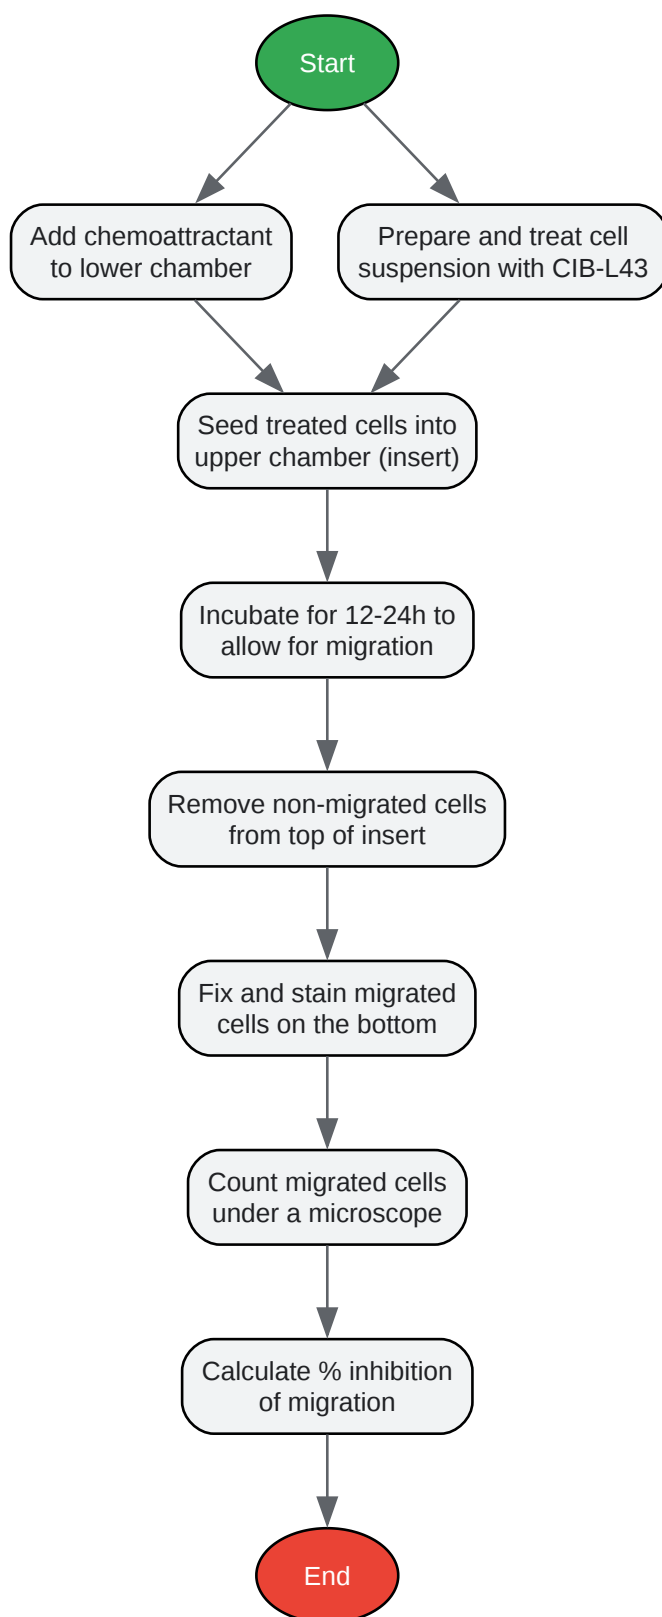 Start
Add chemoattractant
to lower chamber
Prepare and treat cell
suspension with CIB-L43
Seed treated cells into
upper chamber (insert)
Incubate for 12-24h to
allow for migration
Remove non-migrated cells
from top of insert
Fix and stain migrated
cells on the bottom
Count migrated cells
under a microscope
Calculate % inhibition
of migration
End